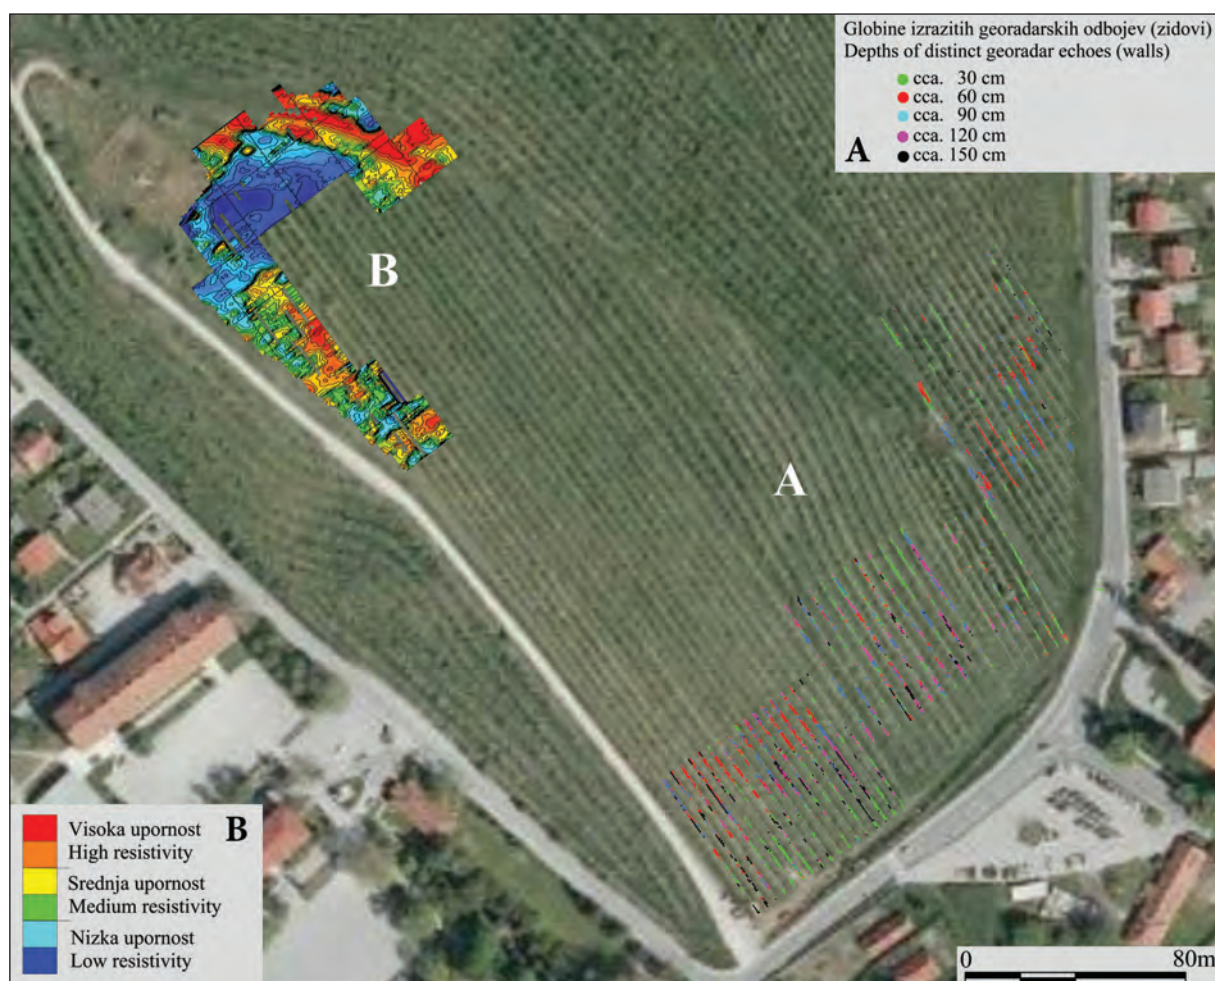 Globine izrazitih georadarskih odbojev (zidovi)
Depths of distinct georadar echoes (walls)
cca. 30 cm
cca. 60 cm
cca. 90 cm
cca. 120 cm
cca. 150 cm
A
B
A
B
Visoka upornost
High resistivity
Srednja upornost
Medium resistivity
Nizka upornost
Low resistivity
0 80m